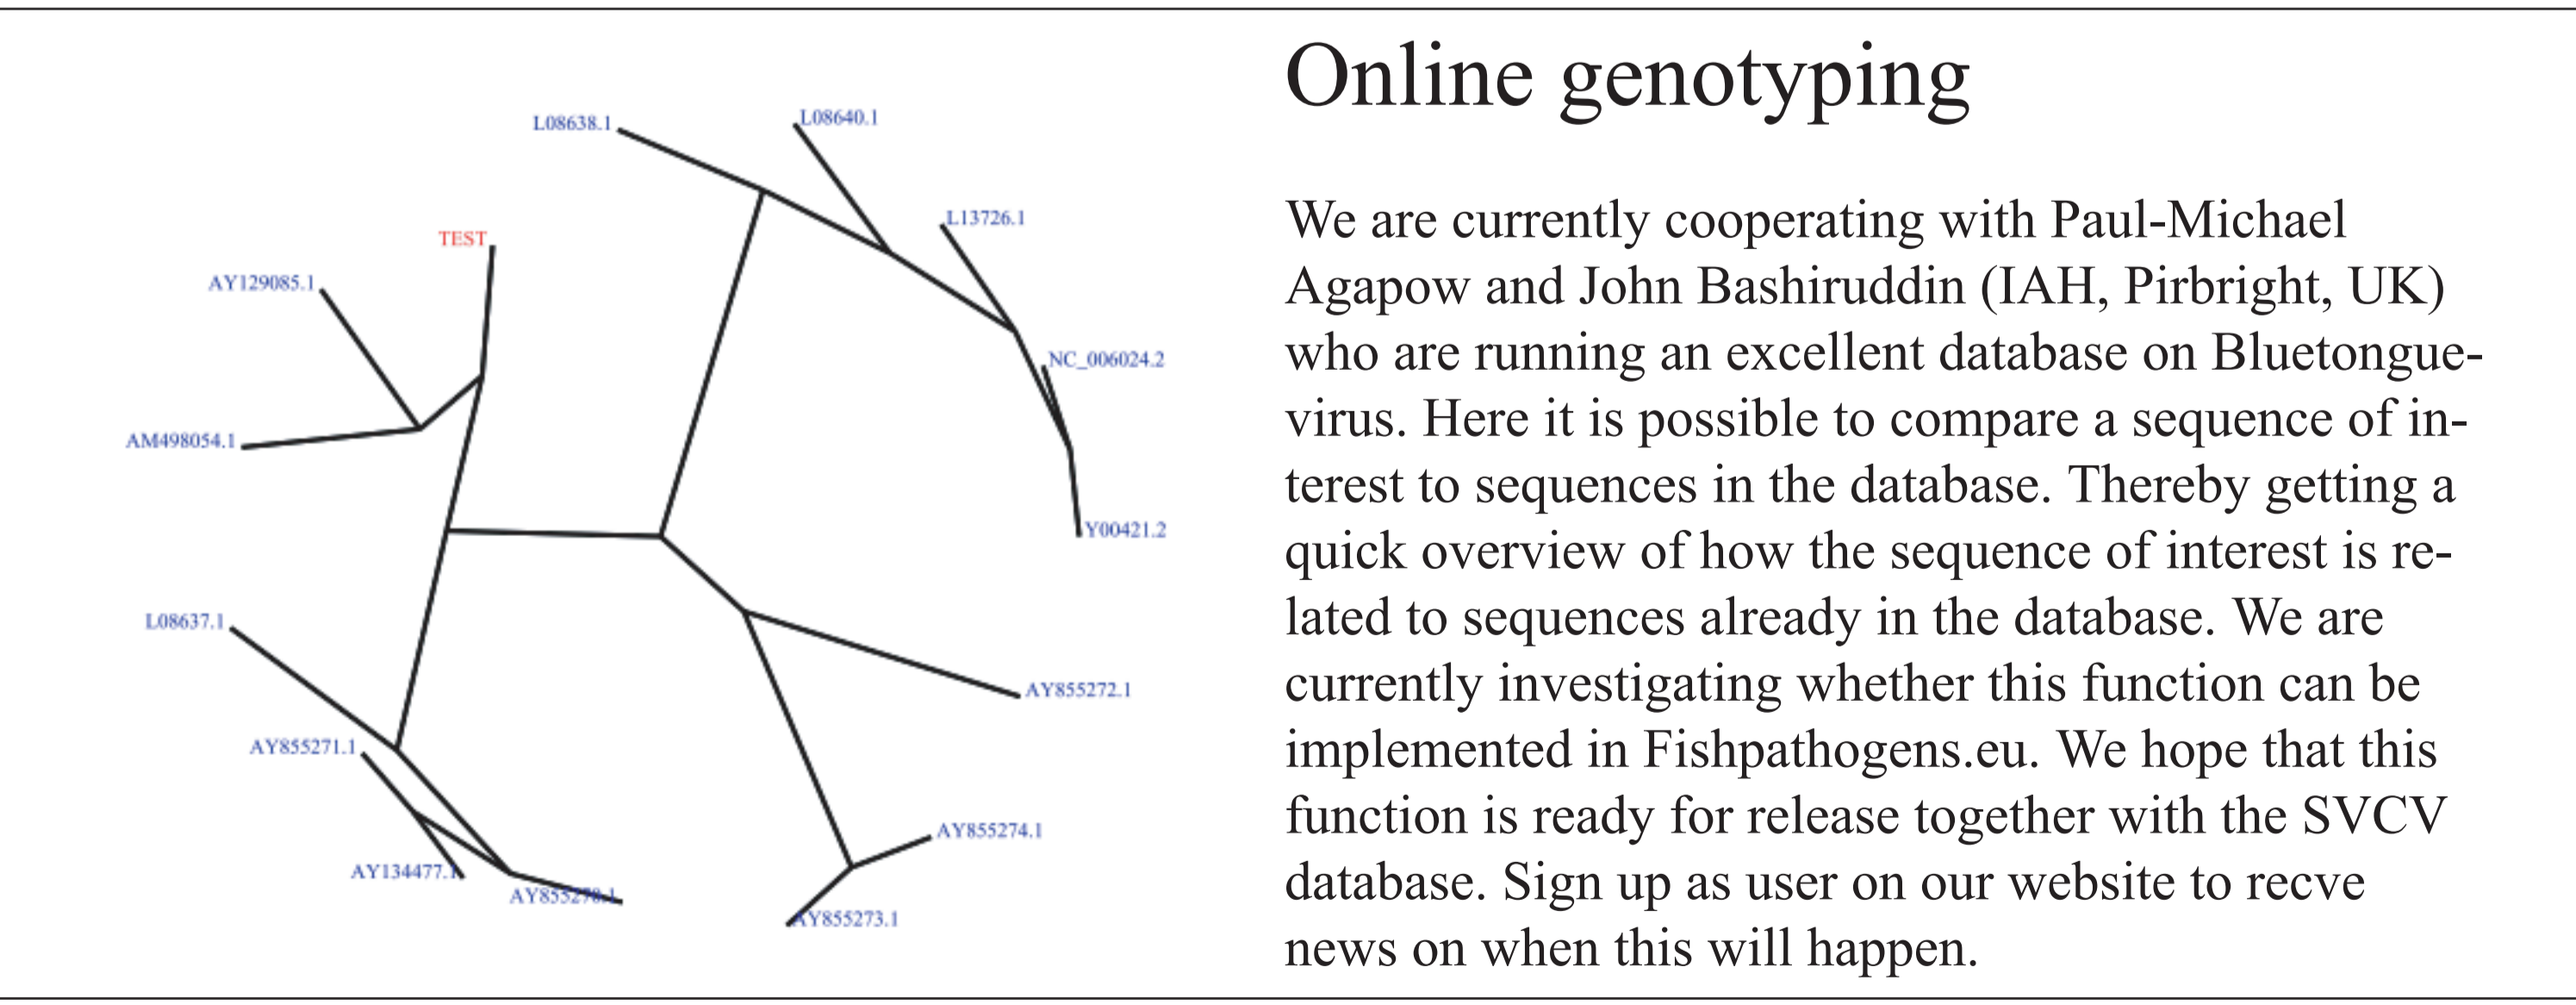 L08638.1
L08640.1
L13726.1
TEST
AY129085.1
NC_006024.2
AM498054.1
Y00421.2
L08637.1
AY855272.1
AY855271.1
AY855274.1
AY134477.1
AY855270.1
AY855273.1
Online genotyping
We are currently cooperating with Paul-Michael
Agapow and John Bashiruddin (IAH, Pirbright, UK)
who are running an excellent database on Bluetongue-
virus. Here it is possible to compare a sequence of in-
terest to sequences in the database. Thereby getting a
quick overview of how the sequence of interest is re-
lated to sequences already in the database. We are
currently investigating whether this function can be
implemented in Fishpathogens.eu. We hope that this
function is ready for release together with the SVCV
database. Sign up as user on our website to recve
news on when this will happen.